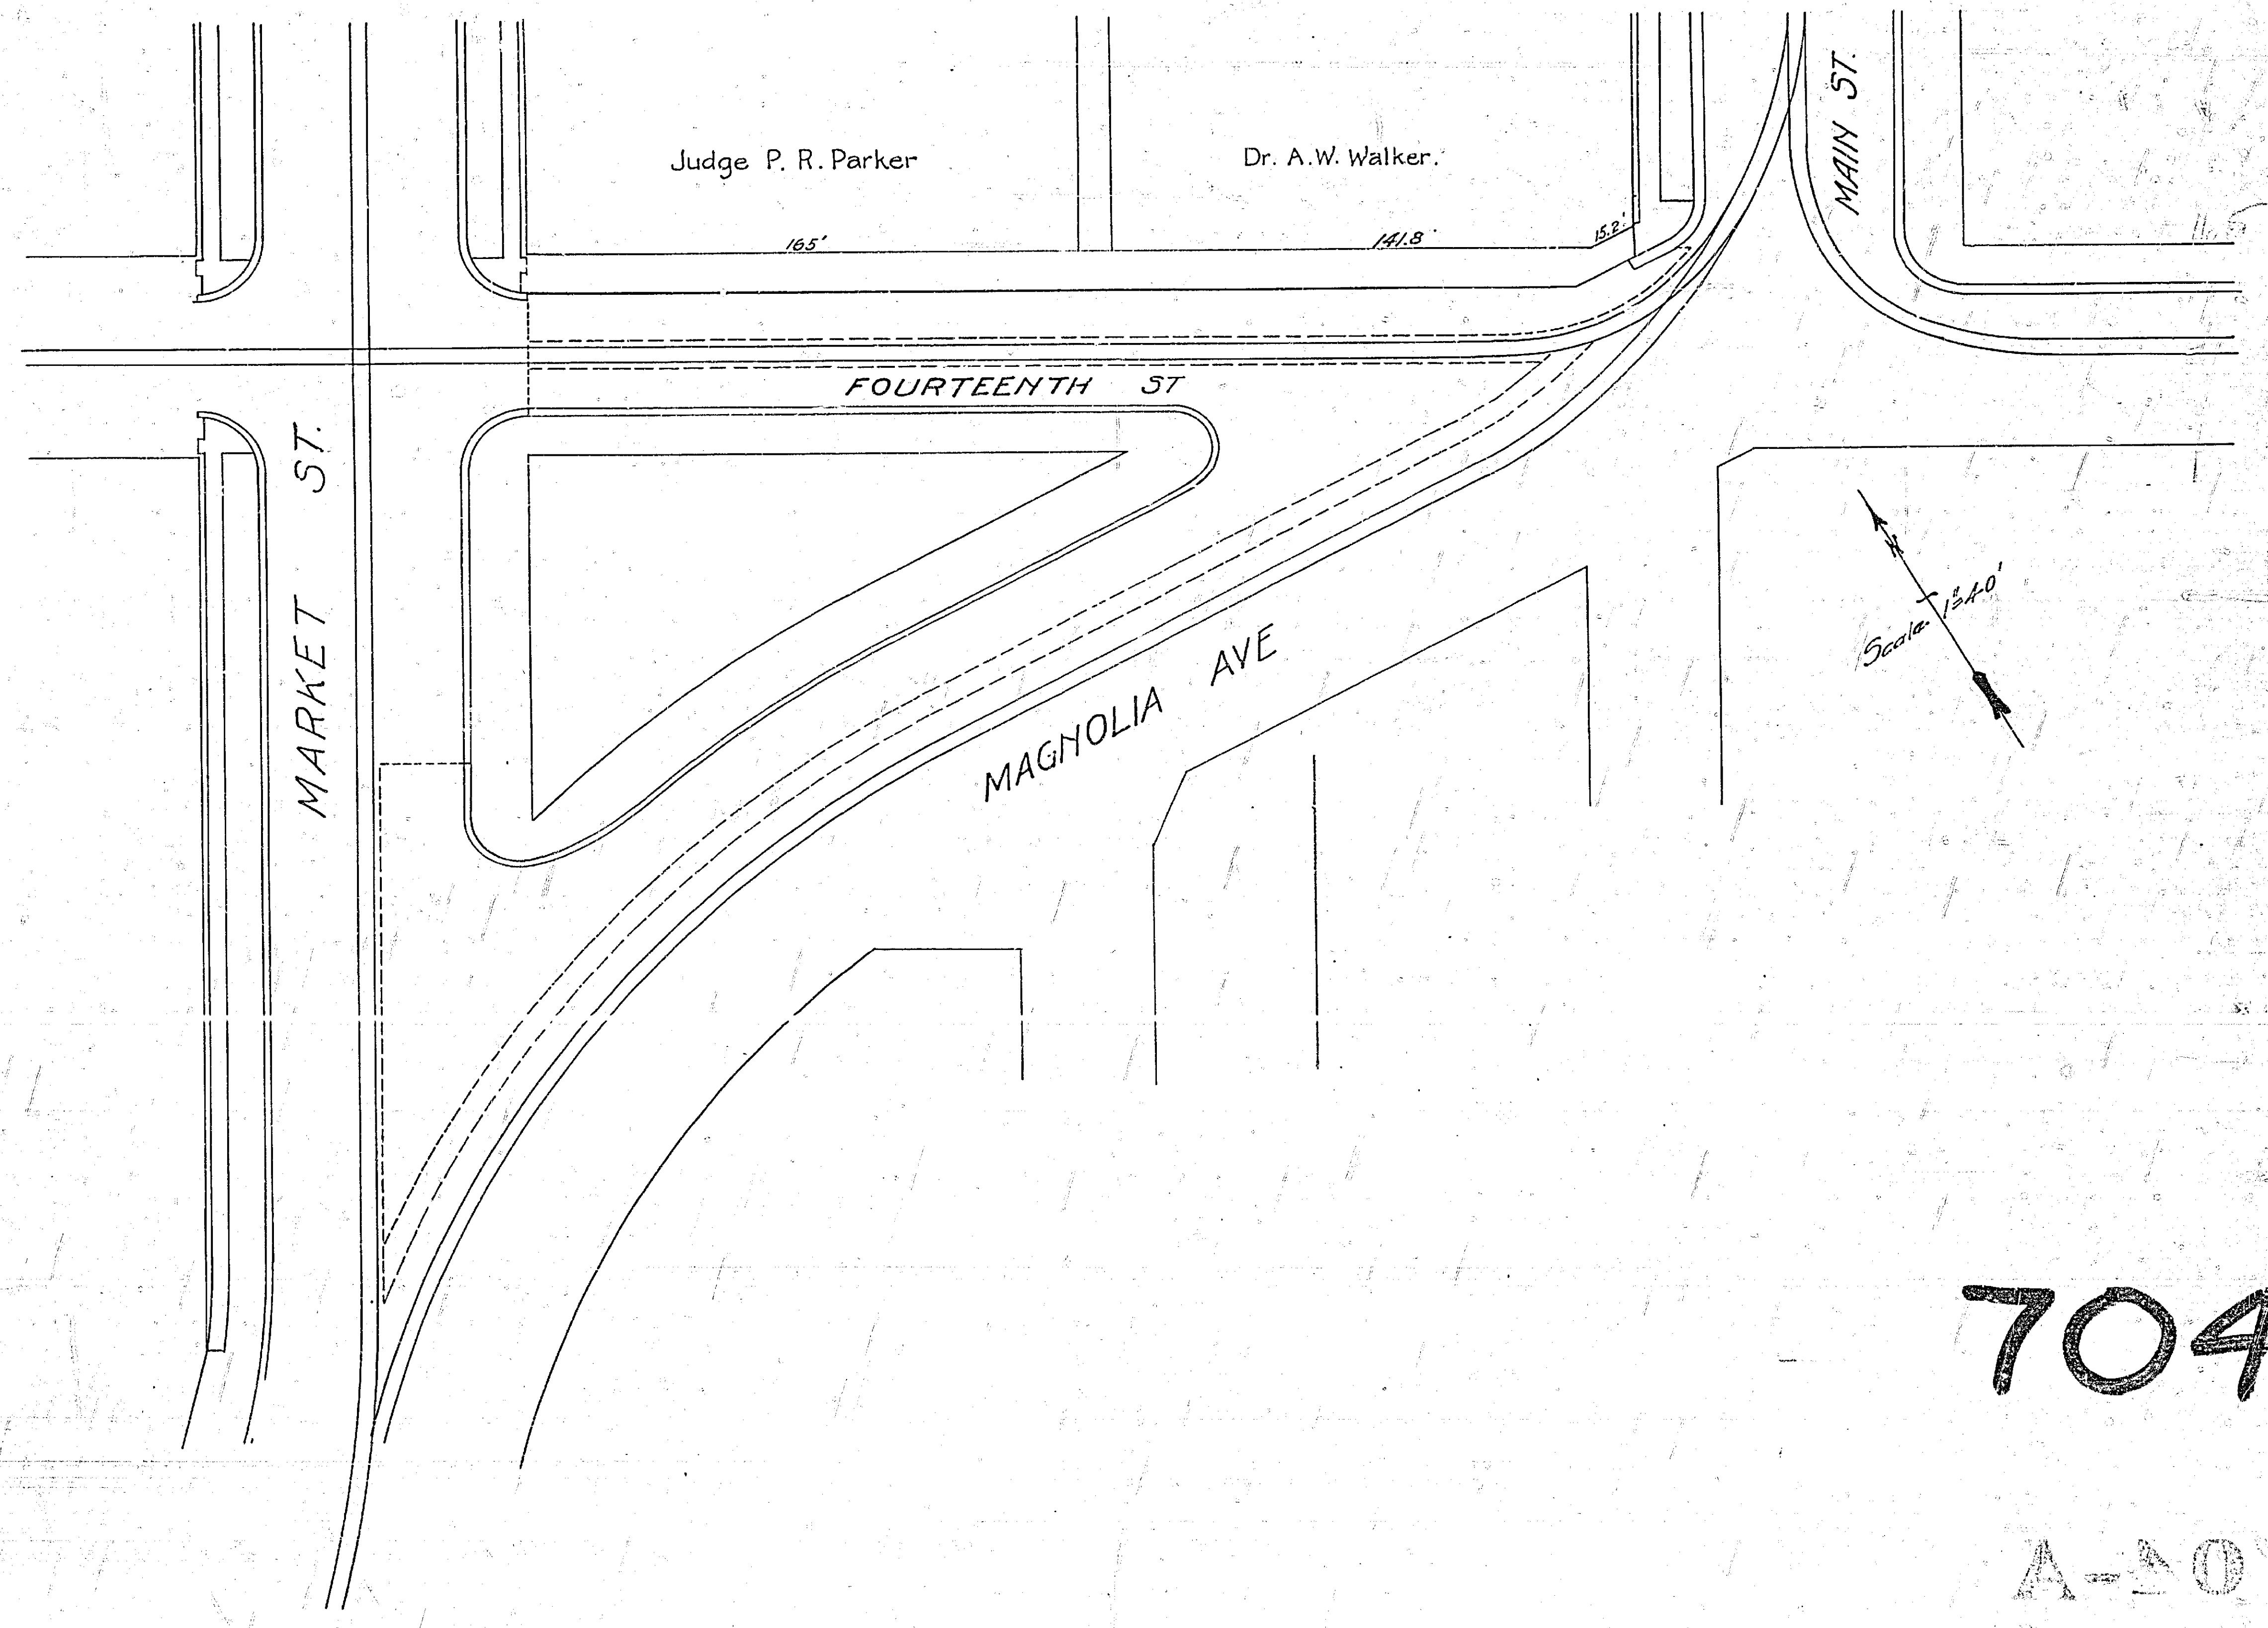 Judge P. R. Parker
Dr. A.W. Walker.
MAIN ST.
165'
141.8'
15.2'
FOURTEENTH ST
MARKET ST.
MAGNOLIA AVE
N
Scale 1"=40'
704